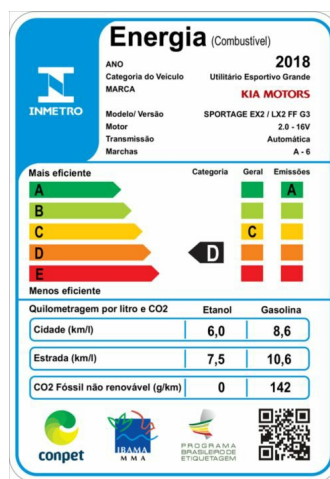 Energia (Combustível)
ANO 2018
Categoria do Veículo Utilitário Esportivo Grande
MARCA KIA MOTORS
INMETRO
Modelo/ Versão SPORTAGE EX2 / LX2 FF G3
Motor 2.0 - 16V
Transmissão Automática
Marchas A - 6
Mais eficiente Categoria Geral Emissões
A A
B
C C
D D
E
Menos eficiente
Quilometragem por litro e CO2 Etanol Gasolina
Cidade (km/l) 6,0 8,6
Estrada (km/l) 7,5 10,6
CO2 Fóssil não renovável (g/km) 0 142
conpet
IBAMA
M M A
PROGRAMA
BRASILEIRO DE
ETIQUETAGEM